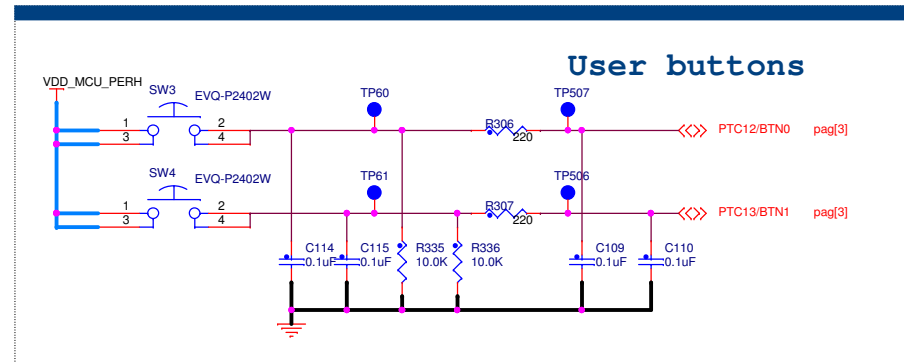 User buttons
VDD_MCU_PERH
SW3
EVQ-P2402W
TP60
TP507
1
2
3
4
R306
220
PTC12/BTN0 pag[3]
SW4
EVQ-P2402W
TP61
TP506
1
2
3
4
R307
220
PTC13/BTN1 pag[3]
C114
0.1uF
C115
0.1uF
R335
10.0K
R336
10.0K
C109
0.1uF
C110
0.1uF